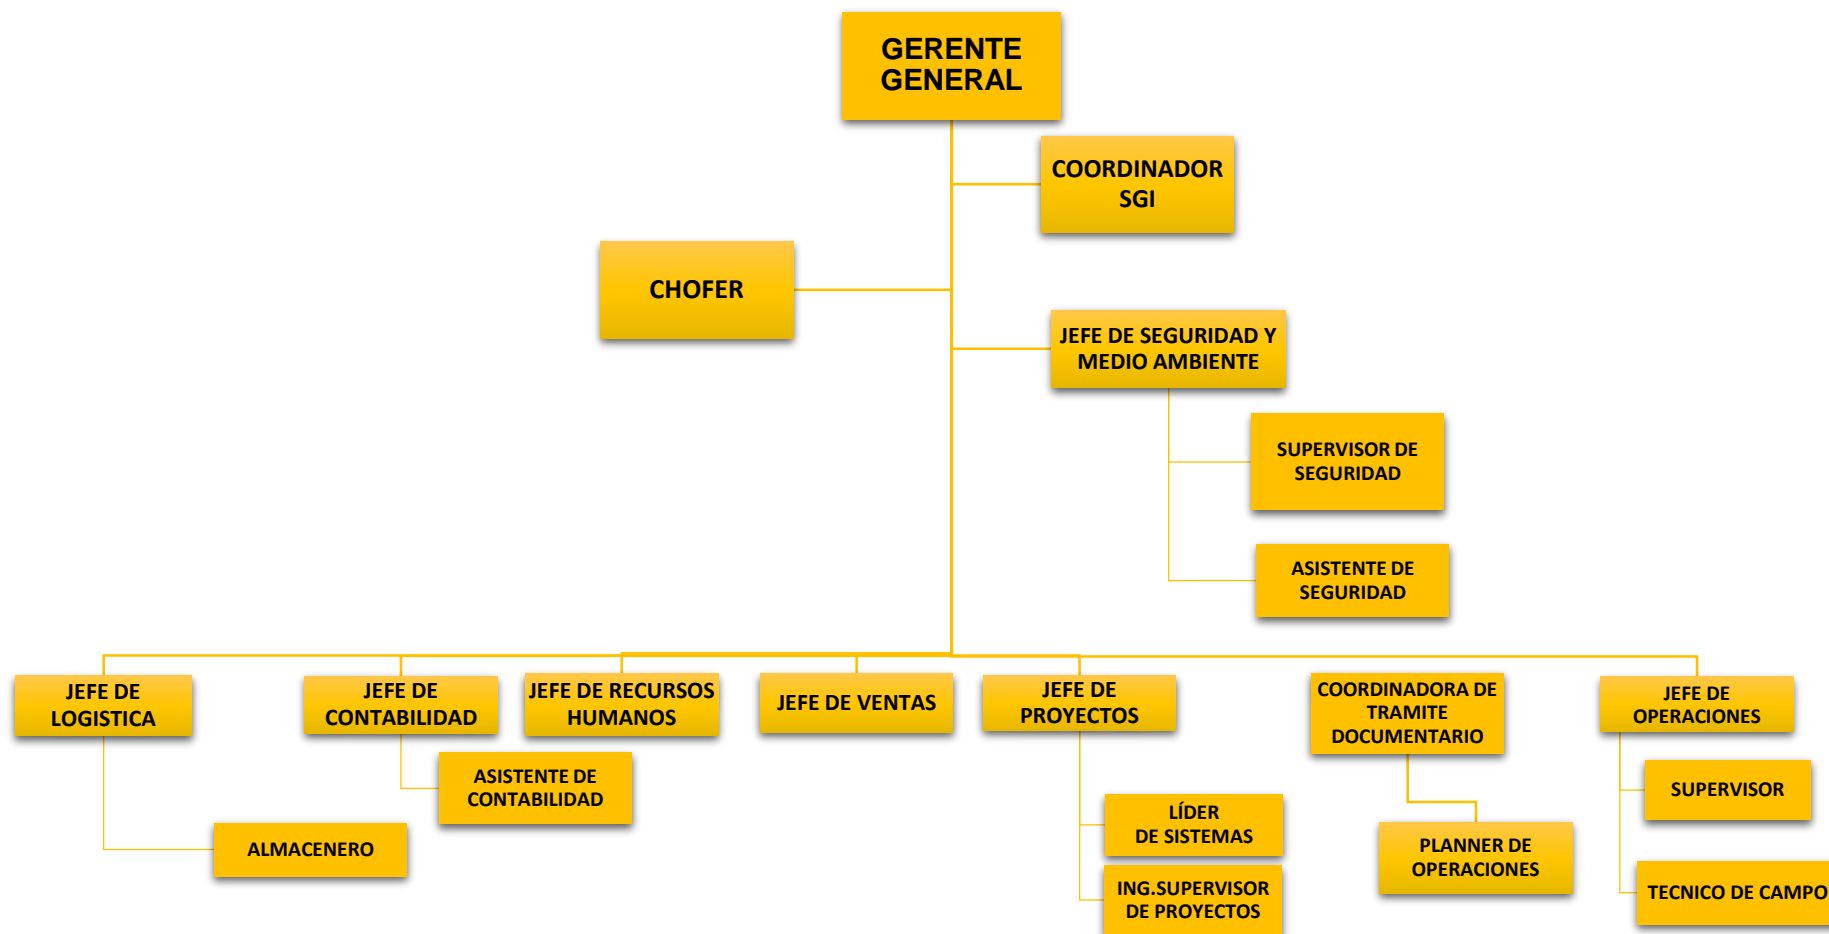 GERENTE
GENERAL
COORDINADOR
SGI
CHOFER
JEFE DE SEGURIDAD Y
MEDIO AMBIENTE
SUPERVISOR DE
SEGURIDAD
ASISTENTE DE
SEGURIDAD
JEFE DE
LOGISTICA
JEFE DE
CONTABILIDAD
JEFE DE RECURSOS
HUMANOS
JEFE DE VENTAS
JEFE DE
PROYECTOS
COORDINADORA DE
TRAMITE
DOCUMENTARIO
JEFE DE
OPERACIONES
ASISTENTE DE
CONTABILIDAD
SUPERVISOR
LÍDER
DE SISTEMAS
ALMACENERO
PLANNER DE
OPERACIONES
ING.SUPERVISOR
DE PROYECTOS
TECNICO DE CAMPO